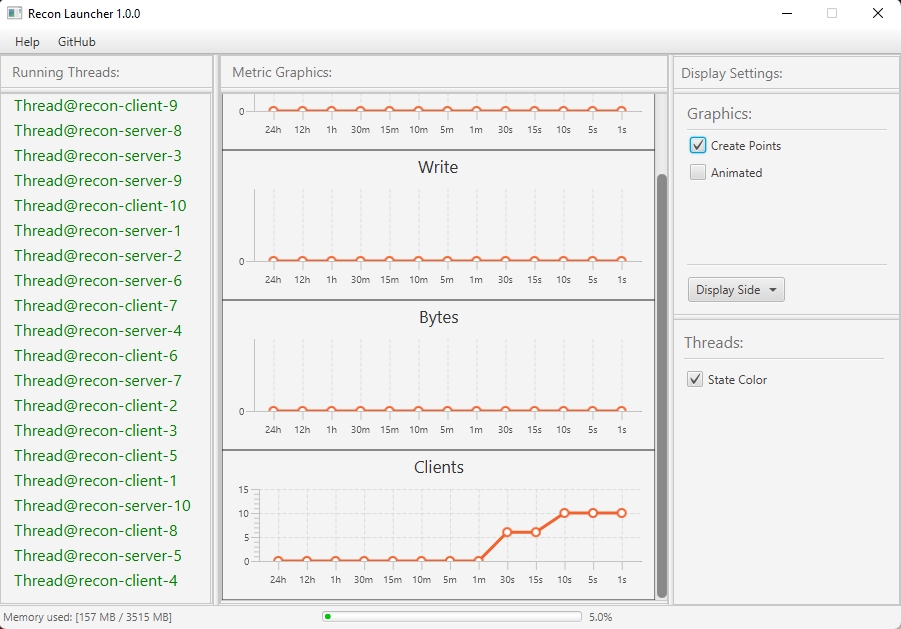 Recon Launcher 1.0.0
Help GitHub
Running Threads:
Thread@recon-client-9
Thread@recon-server-8
Thread@recon-server-3
Thread@recon-server-9
Thread@recon-client-10
Thread@recon-server-1
Thread@recon-server-2
Thread@recon-server-6
Thread@recon-client-7
Thread@recon-server-4
Thread@recon-client-6
Thread@recon-server-7
Thread@recon-client-2
Thread@recon-client-3
Thread@recon-client-5
Thread@recon-client-1
Thread@recon-server-10
Thread@recon-client-8
Thread@recon-server-5
Thread@recon-client-4
Metric Graphics:
0
24h 12h 1h 30m 15m 10m 5m 1m 30s 15s 10s 5s 1s
Write
0
24h 12h 1h 30m 15m 10m 5m 1m 30s 15s 10s 5s 1s
Bytes
0
24h 12h 1h 30m 15m 10m 5m 1m 30s 15s 10s 5s 1s
Clients
15
10
5
0
24h 12h 1h 30m 15m 10m 5m 1m 30s 15s 10s 5s 1s
Display Settings:
Graphics:
Create Points
Animated
Display Side
Threads:
State Color
Memory used: [157 MB / 3515 MB]
5.0%